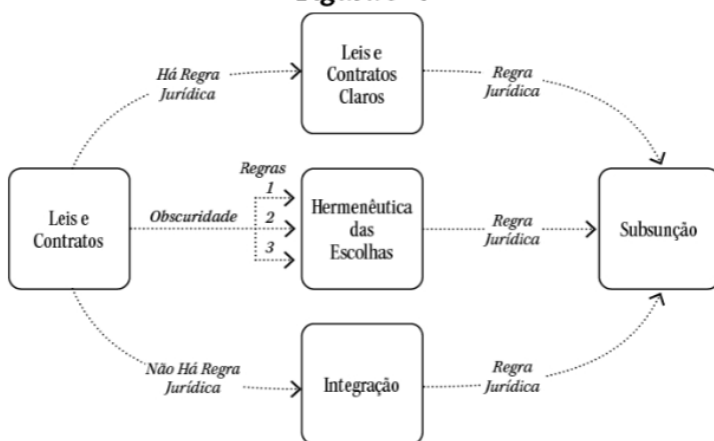 Há Regra
Jurídica
Leis e
Contratos
Claros
Regra
Jurídica
Leis e
Contratos
Obscuridade
Regras
1
2
3
Hermenêutica
das
Escolhas
Regra
Jurídica
Subsunção
Não Há Regra
Jurídica
Integração
Regra
Jurídica